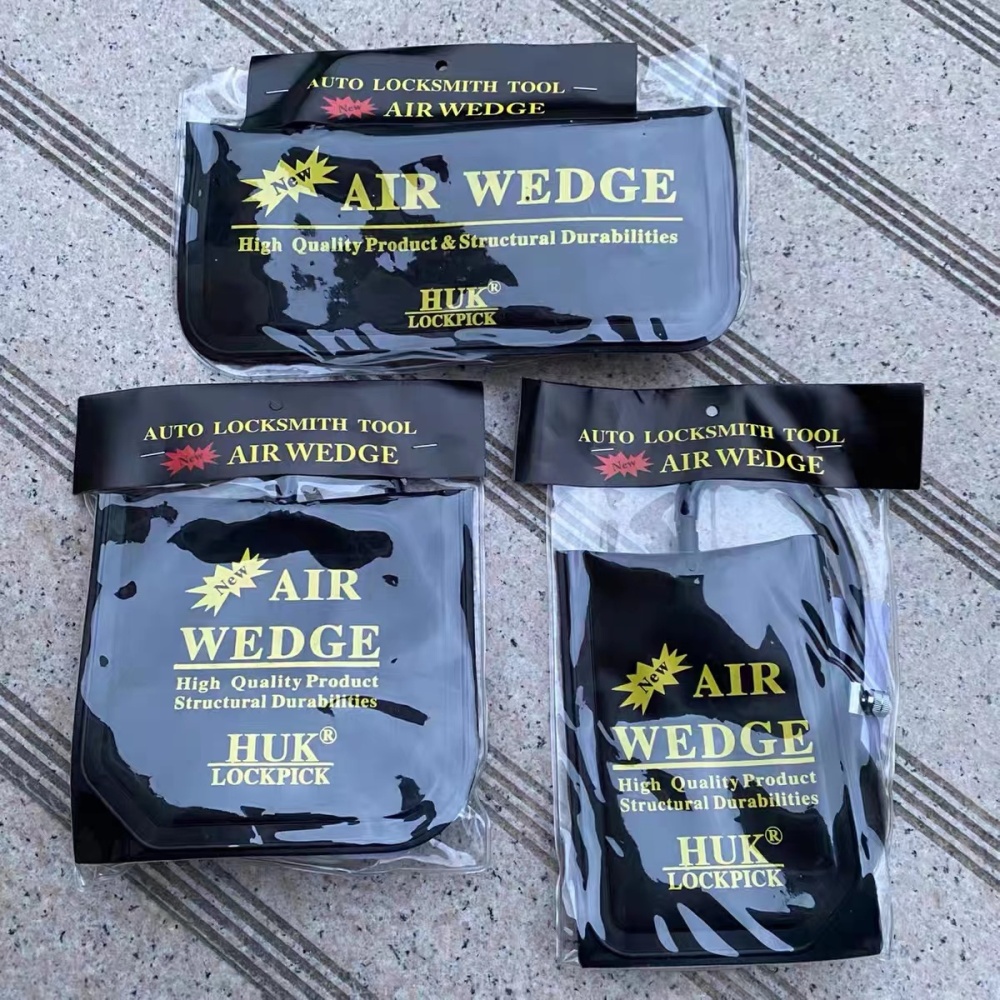 AUTO LOCKSMITH TOOL
New AIR WEDGE
New AIR WEDGE
High Quality Product & Structural Durabilities
HUK®
LOCKPICK
AUTO LOCKSMITH TOOL
New AIR WEDGE
New AIR
WEDGE
High Quality Product
Structural Durabilities
HUK®
LOCKPICK
AUTO LOCKSMITH TOOL
New AIR WEDGE
New AIR
WEDGE
High Quality Product
Structural Durabilities
HUK®
LOCKPICK